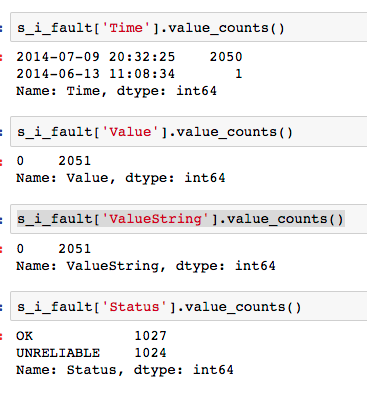 s_i_fault['Time'].value_counts()
2014-07-09 20:32:25    2050
2014-06-13 11:08:34       1
Name: Time, dtype: int64
s_i_fault['Value'].value_counts()
0    2051
Name: Value, dtype: int64
s_i_fault['ValueString'].value_counts()
0    2051
Name: ValueString, dtype: int64
s_i_fault['Status'].value_counts()
OK            1027
UNRELIABLE    1024
Name: Status, dtype: int64